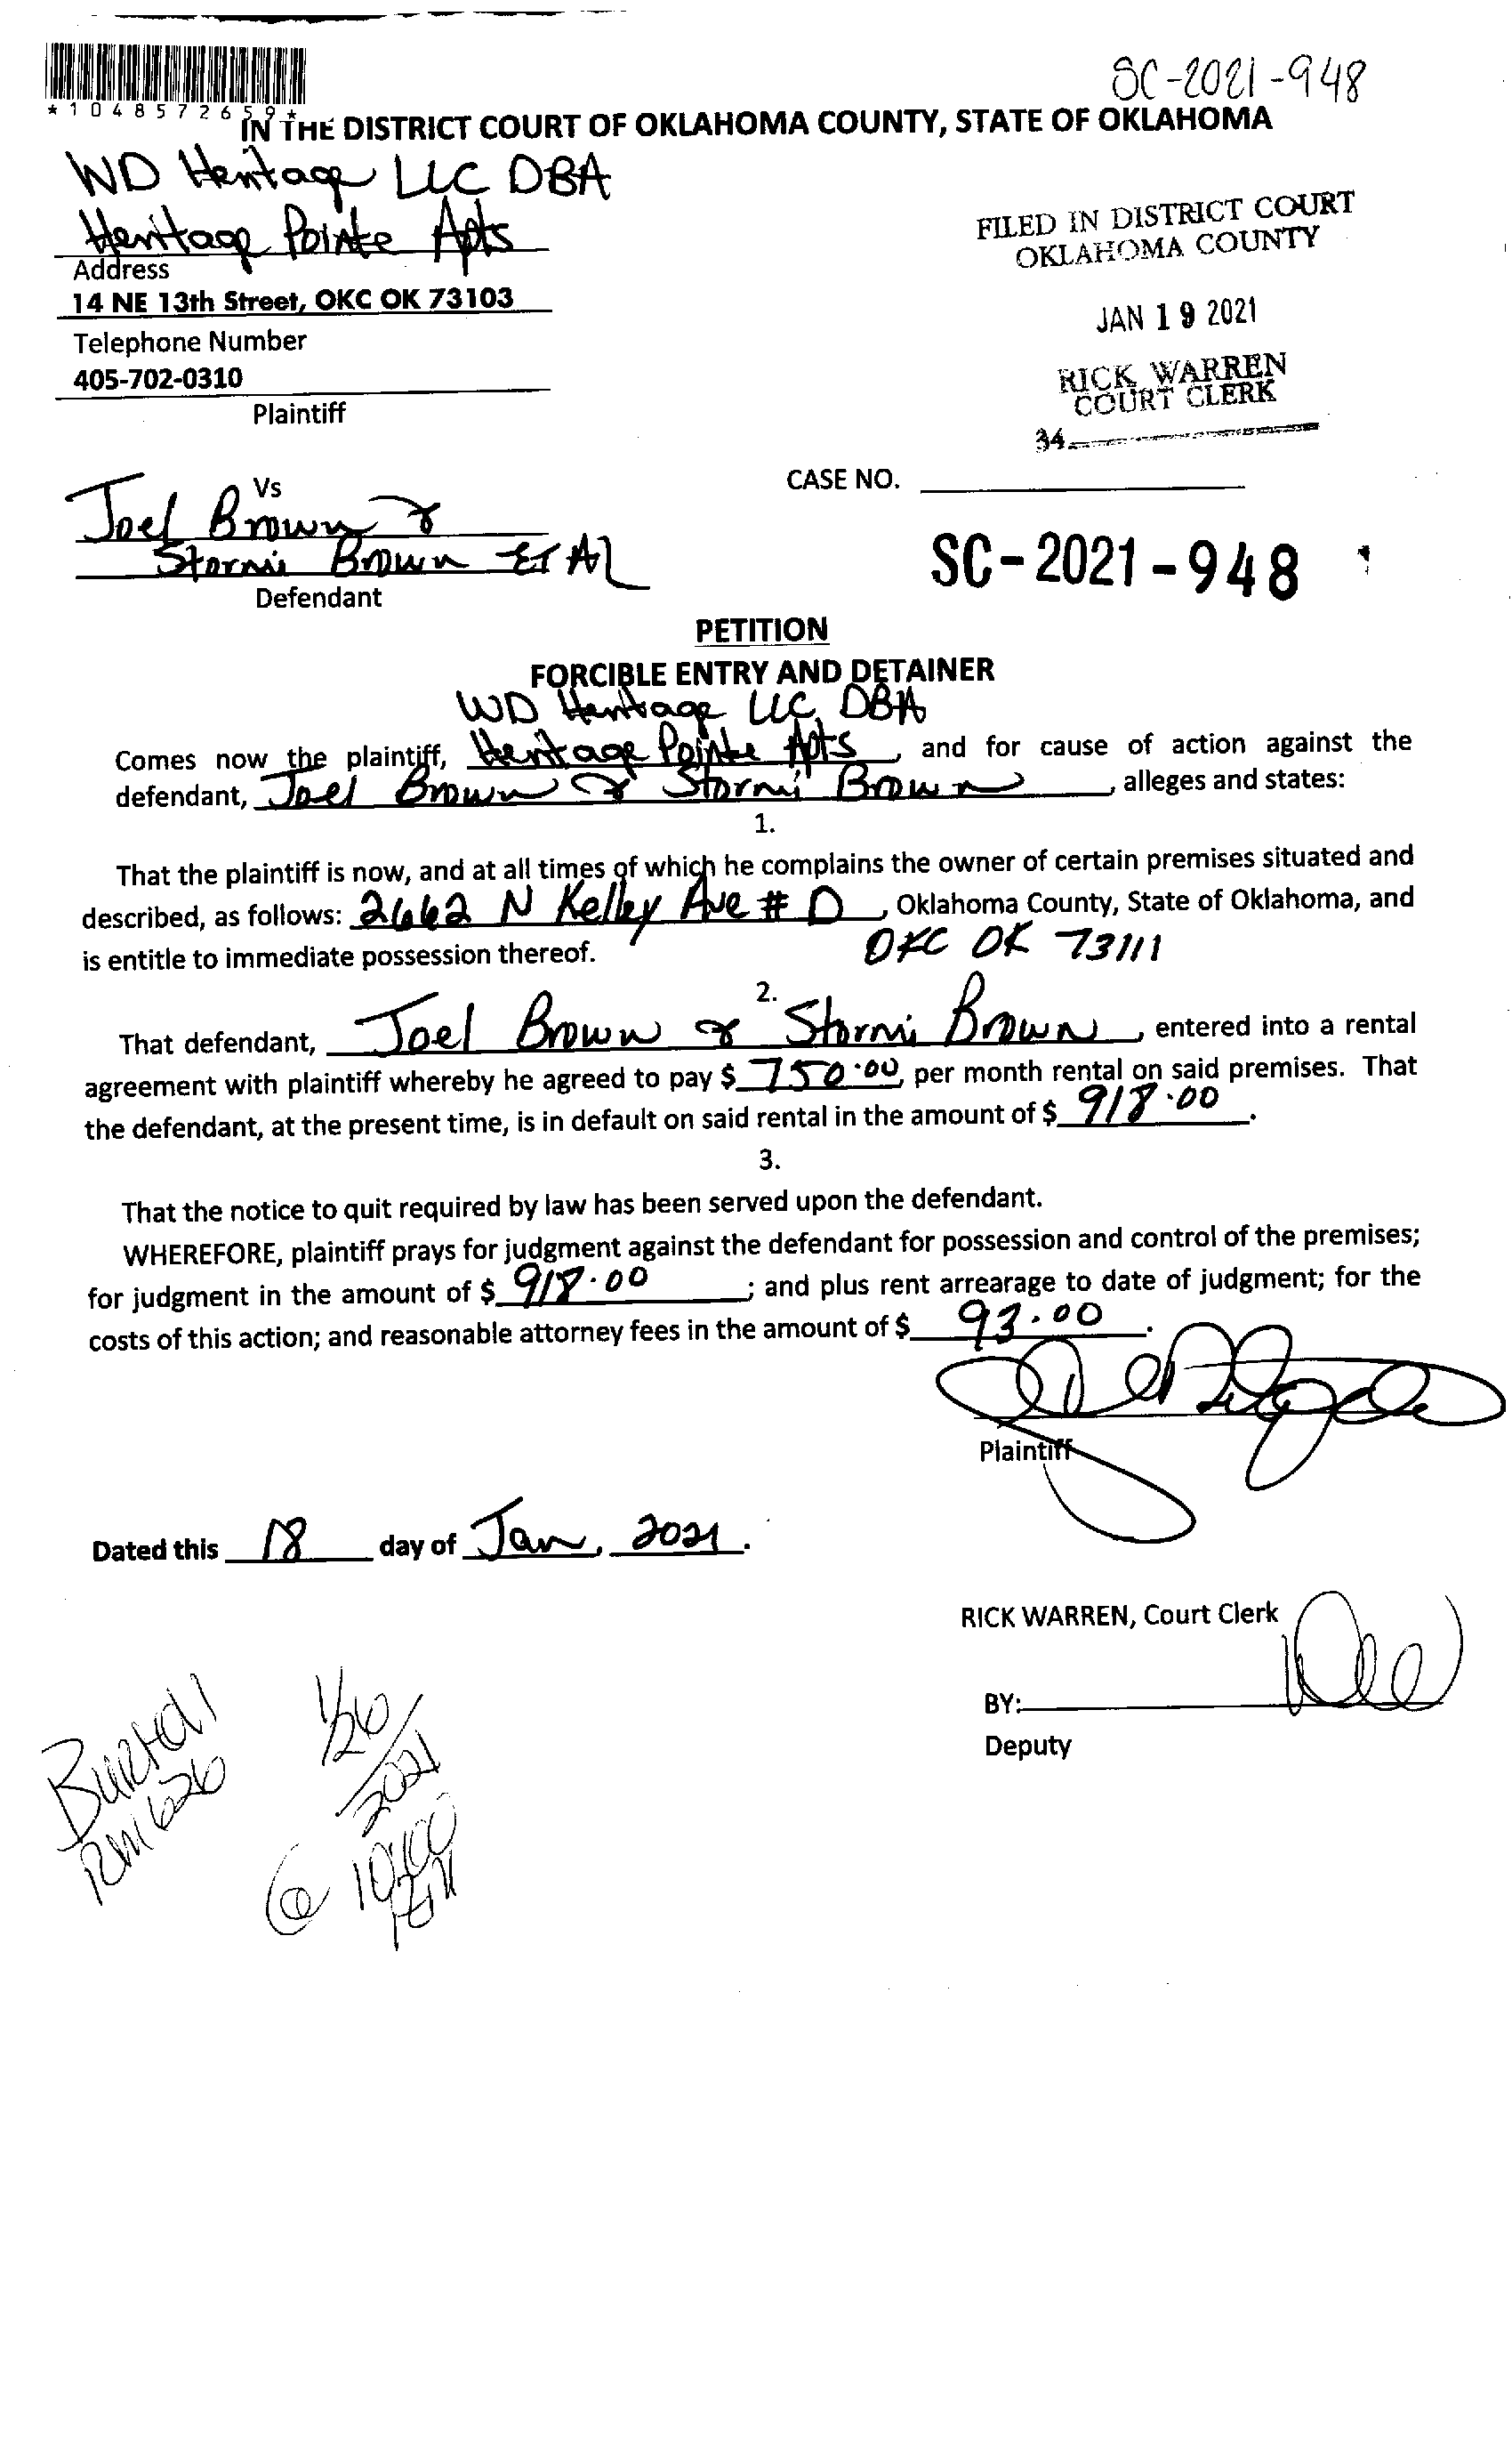 SC-2021-948
*1048572659*
IN THE DISTRICT COURT OF OKLAHOMA COUNTY, STATE OF OKLAHOMA
WD Heritage LLC DBA
Heritage Pointe Apts
Address
14 NE 13th Street, OKC OK 73103
Telephone Number
405-702-0310
Plaintiff
FILED IN DISTRICT COURT
OKLAHOMA COUNTY
JAN 19 2021
RICK WARREN
COURT CLERK
34
Vs
Joel Brown &
Stormi Brown ET AL
Defendant
CASE NO.
SC-2021-948
PETITION
FORCIBLE ENTRY AND DETAINER
WD Heritage LLC DBA
Comes now the plaintiff, Heritage Pointe Apts, and for cause of action against the
defendant, Joel Brown & Stormi Brown, alleges and states:
1.
That the plaintiff is now, and at all times of which he complains the owner of certain premises situated and
described, as follows: 2662 N Kelley Ave # D, Oklahoma County, State of Oklahoma, and
is entitle to immediate possession thereof. OKC OK 73111
2.
That defendant, Joel Brown & Stormi Brown, entered into a rental
agreement with plaintiff whereby he agreed to pay $ 750.00, per month rental on said premises. That
the defendant, at the present time, is in default on said rental in the amount of $ 918.00.
3.
That the notice to quit required by law has been served upon the defendant.
WHEREFORE, plaintiff prays for judgment against the defendant for possession and control of the premises;
for judgment in the amount of $ 918.00; and plus rent arrearage to date of judgment; for the
costs of this action; and reasonable attorney fees in the amount of $ 93.00.
Plaintiff
Dated this 18 day of Jan, 2021.
RICK WARREN, Court Clerk
BY:
Deputy
RM 626
1/26/2021
@ 10:00